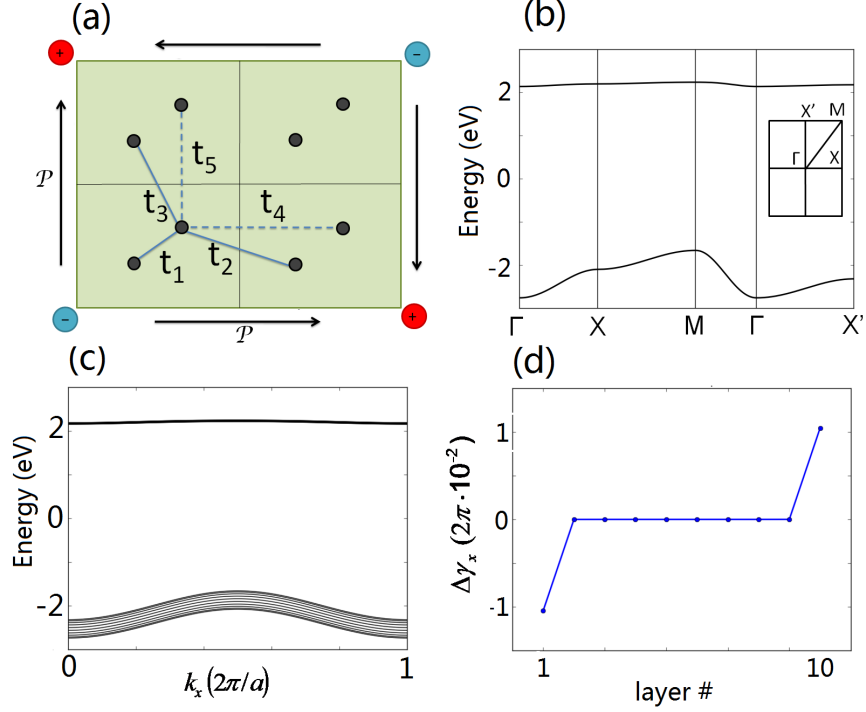 (a)
+
−
𝒫
t₅
t₃
t₄
t₁
t₂
−
𝒫
+
(b)
Energy (eV)
2
0
-2
Γ X M Γ X'
X' M
Γ X
(c)
Energy (eV)
2
0
-2
0 1
kₓ(2π/a)
(d)
Δγₓ (2π·10⁻²)
1
0
-1
1 10
layer #